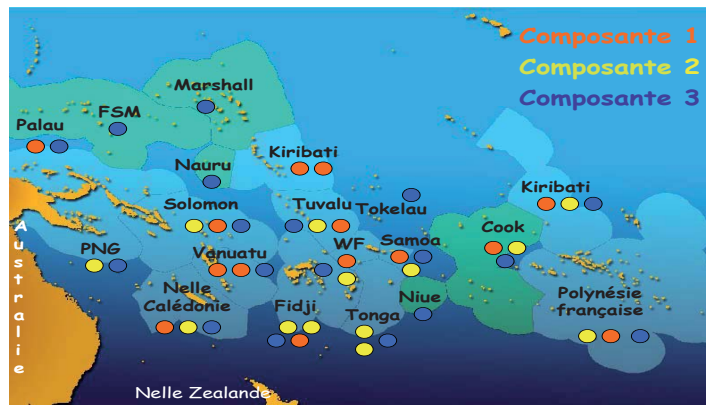 Composante 1
Composante 2
Composante 3
Marshall
FSM
Palau
Nauru
Kiribati
Kiribati
Solomon
Tuvalu
Tokelau
Cook
PNG
Vanuatu
WF
Samoa
Nelle
Calédonie
Fidji
Tonga
Niue
Polynésie
française
Australie
Nelle Zealande